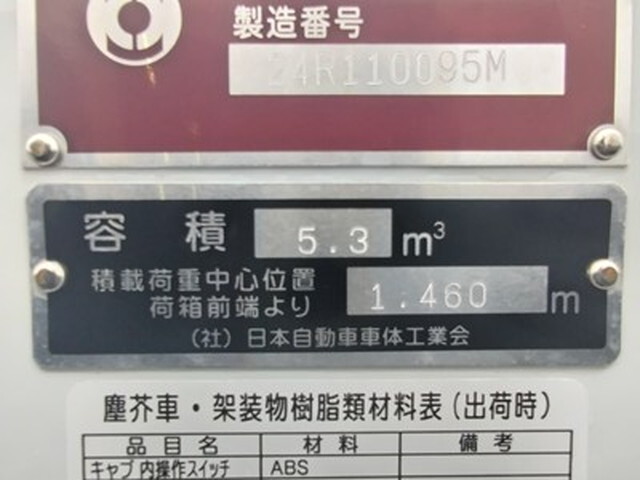 製造番号
24R110095M
容積 5.3 m³
積載荷重中心位置
荷箱前端より 1.460 m
(社)日本自動車車体工業会
塵芥車・架装物樹脂類材料表(出荷時)
品目名 材料 備考
キャブ内操作スイッチ ABS